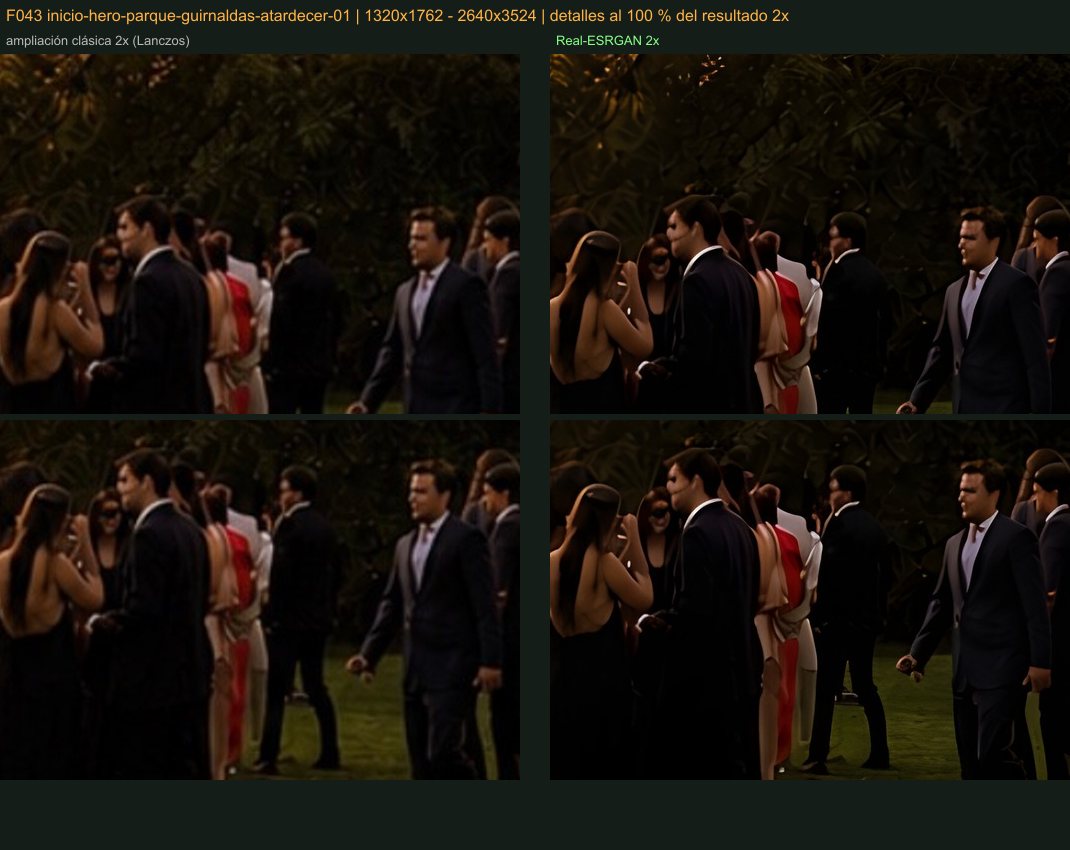 F043 inicio-hero-parque-guirnaldas-atardecer-01 | 1320x1762 - 2640x3524 | detalles al 100 % del resultado 2x
ampliación clásica 2x (Lanczos)
Real-ESRGAN 2x